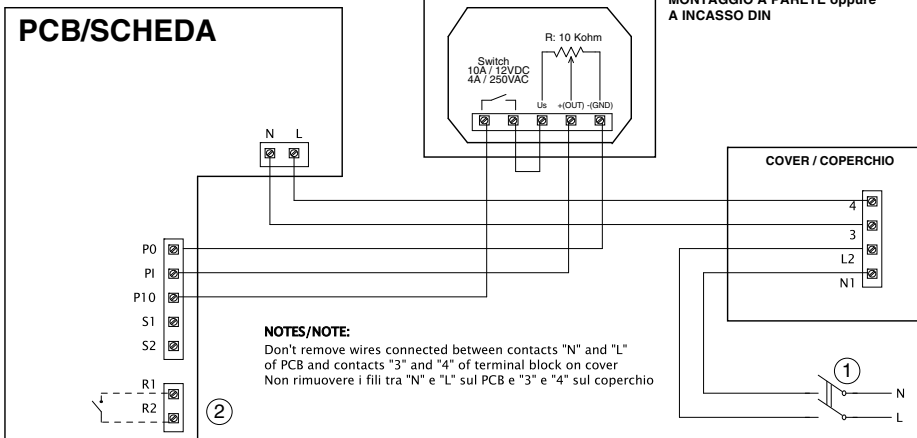 MONTAGGIO A PARETE oppure
A INCASSO DIN
PCB/SCHEDA
R: 10 Kohm
Switch
10A / 12VDC
4A / 250VAC
Us +(OUT) -(GND)
N L
COVER / COPERCHIO
4
3
L2
N1
P0
PI
P10
S1
S2
R1
R2
2
NOTES/NOTE:
Don't remove wires connected between contacts "N" and "L"
of PCB and contacts "3" and "4" of terminal block on cover
Non rimuovere i fili tra "N" e "L" sul PCB e "3" e "4" sul coperchio
1
N
L